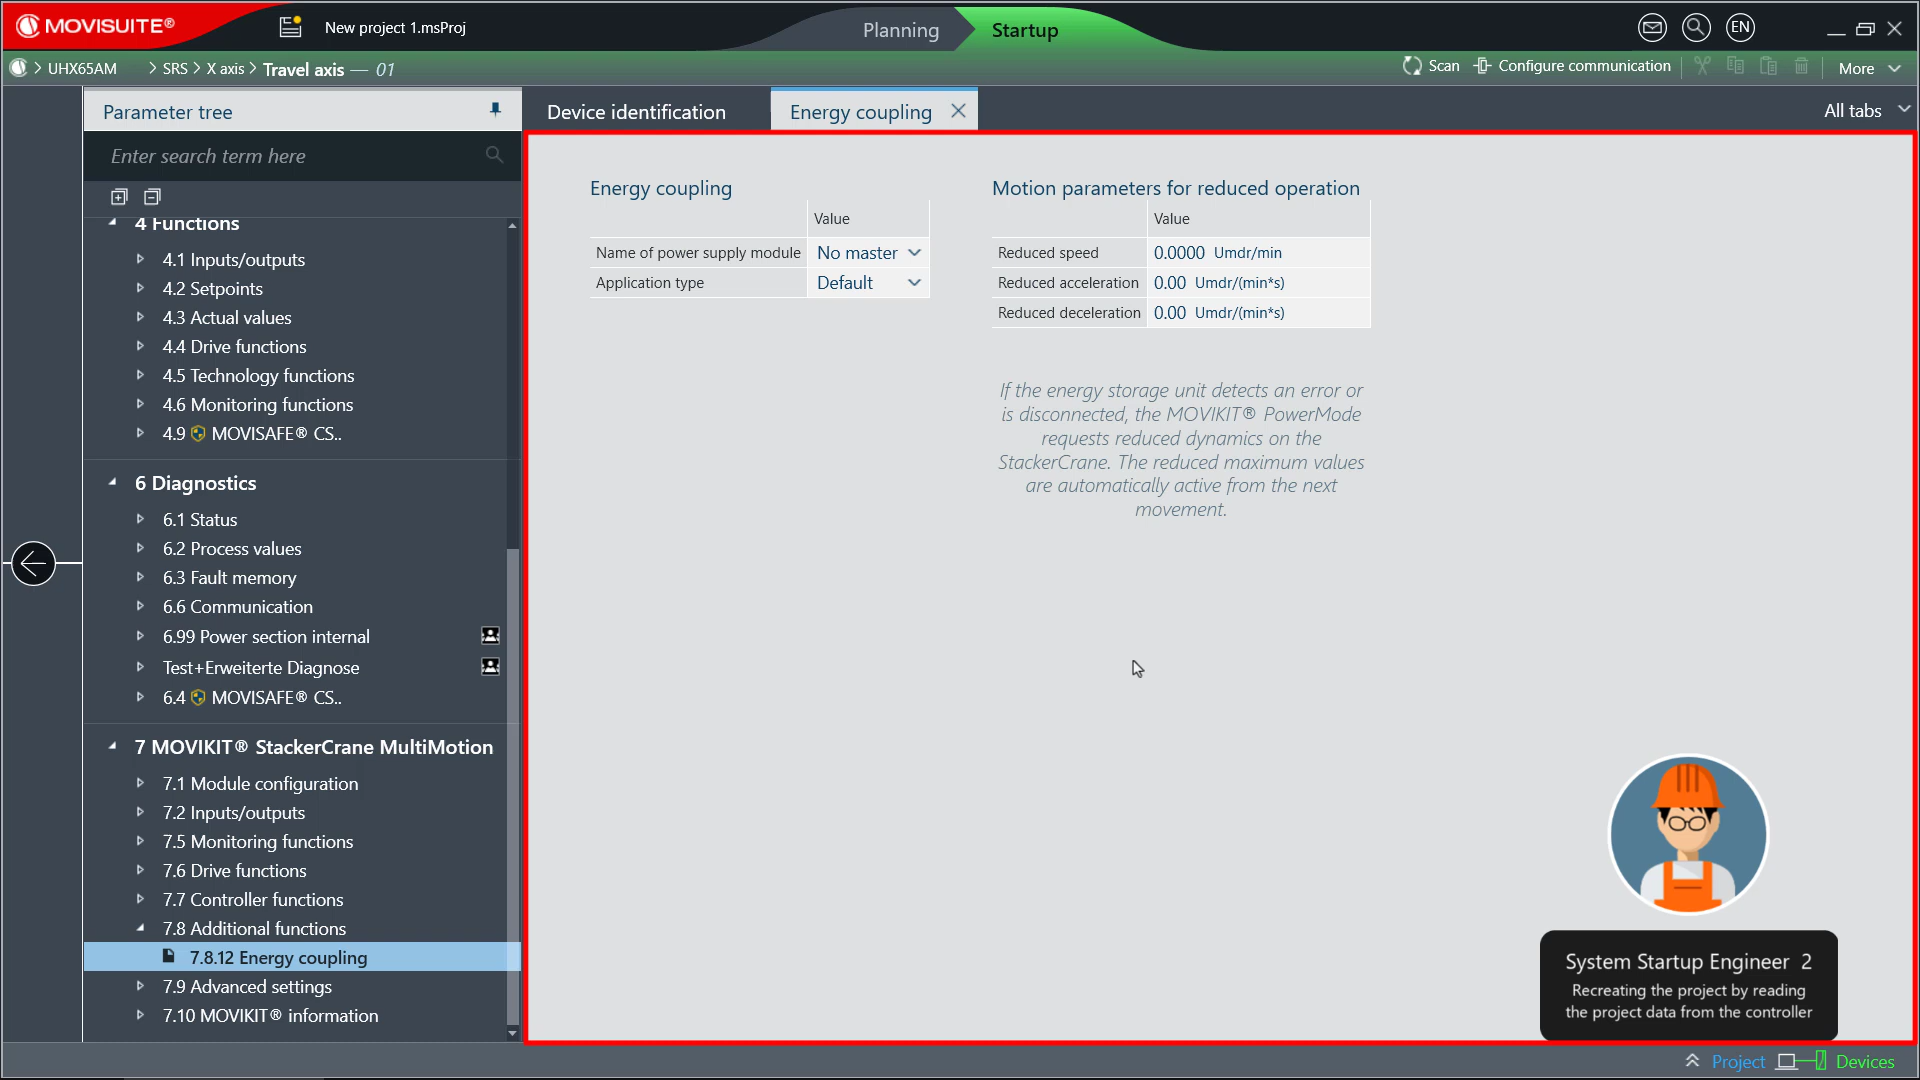 MOVISUITE®
New project 1.msProj
Planning
Startup
EN
UHX65AM
SRS
X axis
Travel axis — 01
Scan
Configure communication
More
Parameter tree
Device identification
Energy coupling
All tabs
Enter search term here
4 Functions
4.1 Inputs/outputs
4.2 Setpoints
4.3 Actual values
4.4 Drive functions
4.5 Technology functions
4.6 Monitoring functions
4.9 MOVISAFE® CS..
6 Diagnostics
6.1 Status
6.2 Process values
6.3 Fault memory
6.6 Communication
6.99 Power section internal
Test+Erweiterte Diagnose
6.4 MOVISAFE® CS..
7 MOVIKIT® StackerCrane MultiMotion
7.1 Module configuration
7.2 Inputs/outputs
7.5 Monitoring functions
7.6 Drive functions
7.7 Controller functions
7.8 Additional functions
7.8.12 Energy coupling
7.9 Advanced settings
7.10 MOVIKIT® information
Energy coupling
Value
Name of power supply module No master
Application type Default
Motion parameters for reduced operation
Value
Reduced speed 0.0000 Umdr/min
Reduced acceleration 0.00 Umdr/(min*s)
Reduced deceleration 0.00 Umdr/(min*s)
If the energy storage unit detects an error or
is disconnected, the MOVIKIT® PowerMode
requests reduced dynamics on the
StackerCrane. The reduced maximum values
are automatically active from the next
movement.
System Startup Engineer 2
Recreating the project by reading
the project data from the controller
Project
Devices